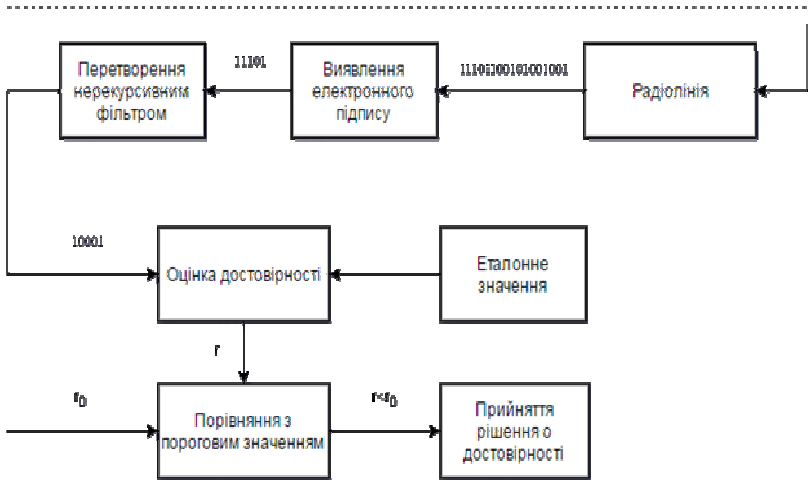 Перетворення
нерекурсивним
фільтром
11101
Виявлення
електронного
підпису
11101100101001001
Радіолінія
10001
Оцінка достовірності
Еталонне
значення
r
r0
Порівняння з
пороговим значенням
r<r0
Прийняття
рішення о
достовірності